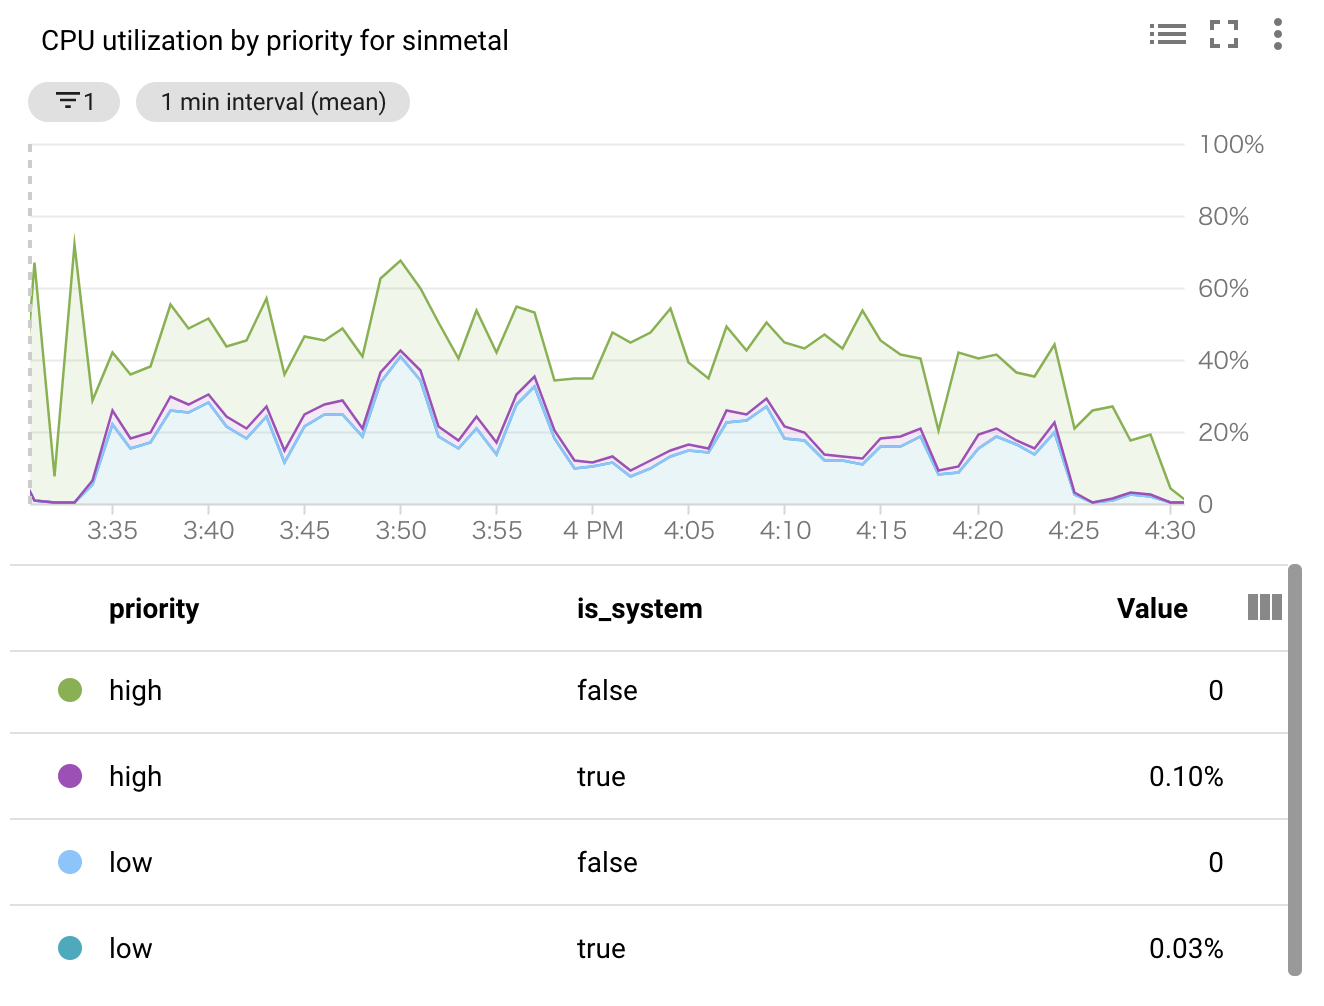 CPU utilization by priority for sinmetal
1
1 min interval (mean)
100%
80%
60%
40%
20%
0
3:35 3:40 3:45 3:50 3:55 4 PM 4:05 4:10 4:15 4:20 4:25 4:30
priority is_system Value
high false 0
high true 0.10%
low false 0
low true 0.03%